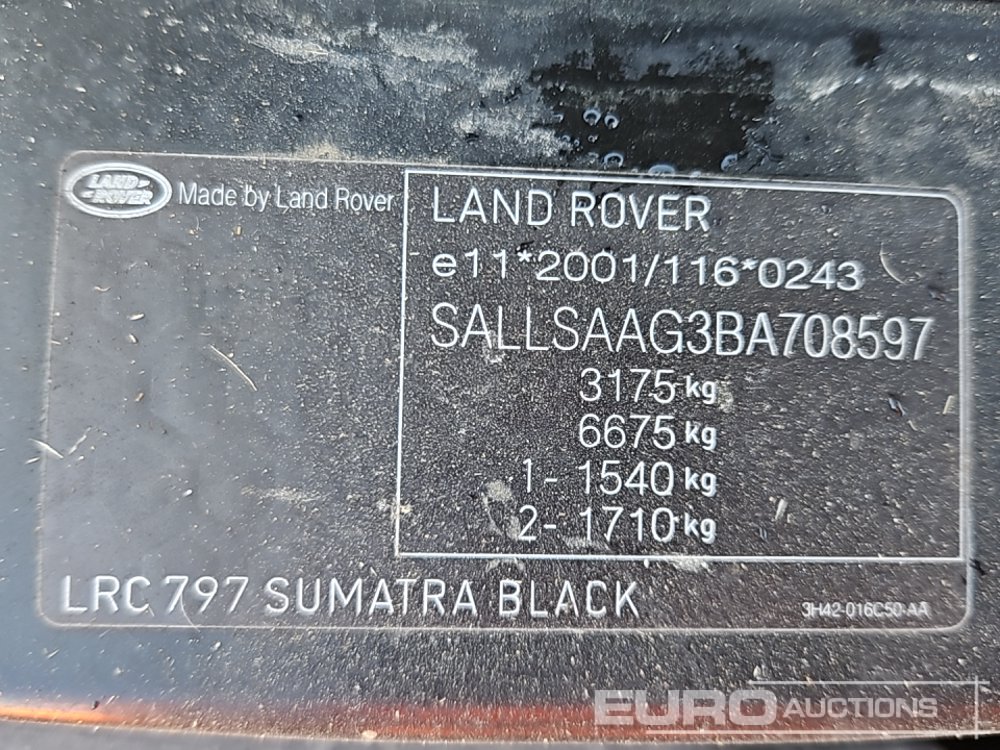 LAND ROVER
Made by Land Rover
LAND ROVER
e11*2001/116*0243
SALLSAAG3BA708597
3175 kg
6675 kg
1- 1540 kg
2- 1710 kg
LRC 797 SUMATRA BLACK
3H42-016C50-AA
EURO AUCTIONS